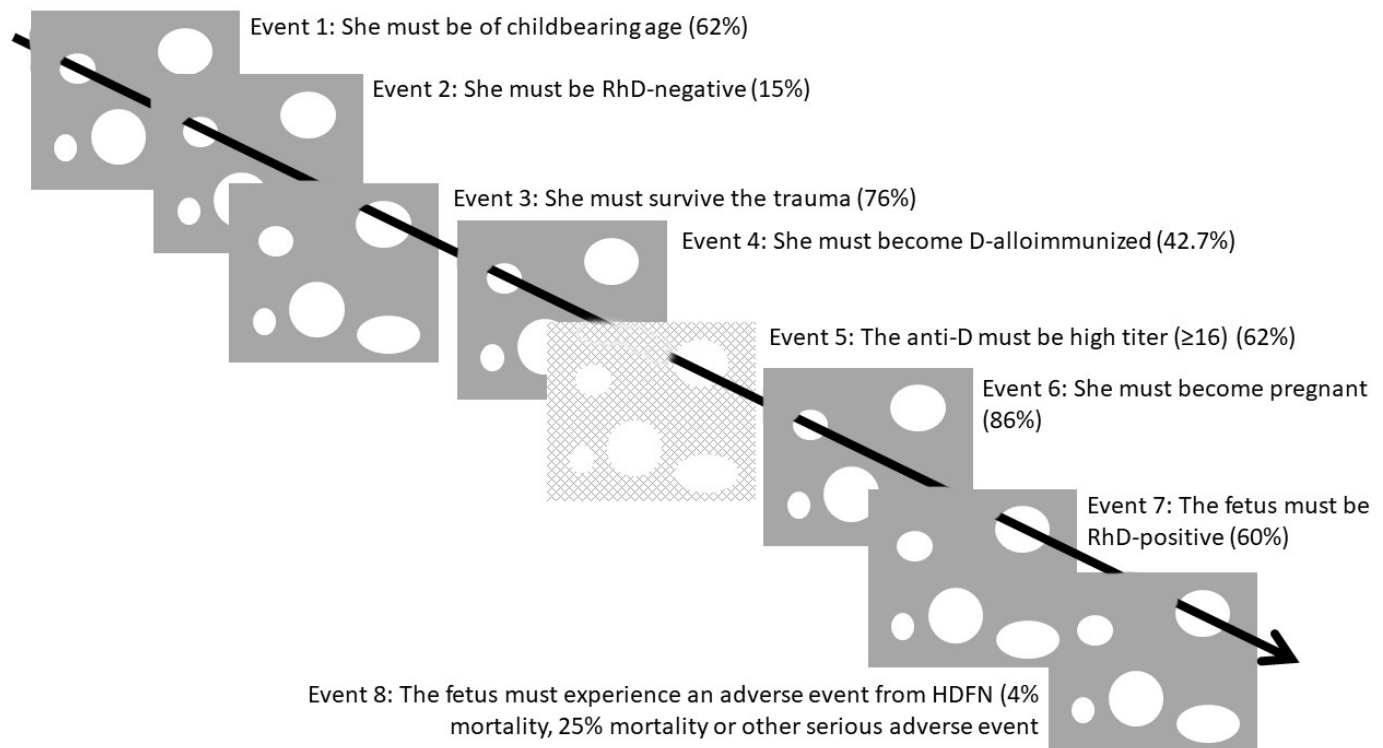 Event 1: She must be of childbearing age (62%)
Event 2: She must be RhD-negative (15%)
Event 3: She must survive the trauma (76%)
Event 4: She must become D-alloimmunized (42.7%)
Event 5: The anti-D must be high titer (≥16) (62%)
Event 6: She must become pregnant
(86%)
Event 7: The fetus must be
RhD-positive (60%)
Event 8: The fetus must experience an adverse event from HDFN (4%
mortality, 25% mortality or other serious adverse event